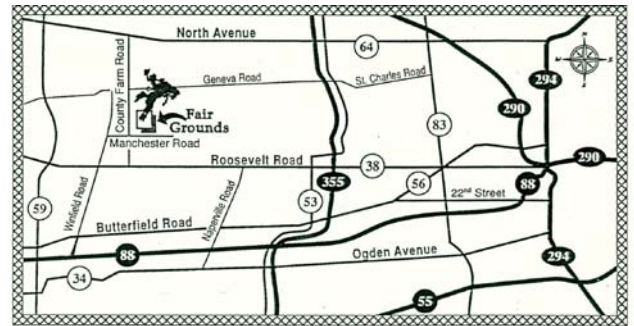 North Avenue
64
Geneva Road
St. Charles Road
County Farm Road
Fair
Grounds
Manchester Road
294
290
83
Roosevelt Road
38
290
355
88
56
22nd Street
53
59
Winfield Road
Naperville Road
Butterfield Road
88
Ogden Avenue
34
294
55